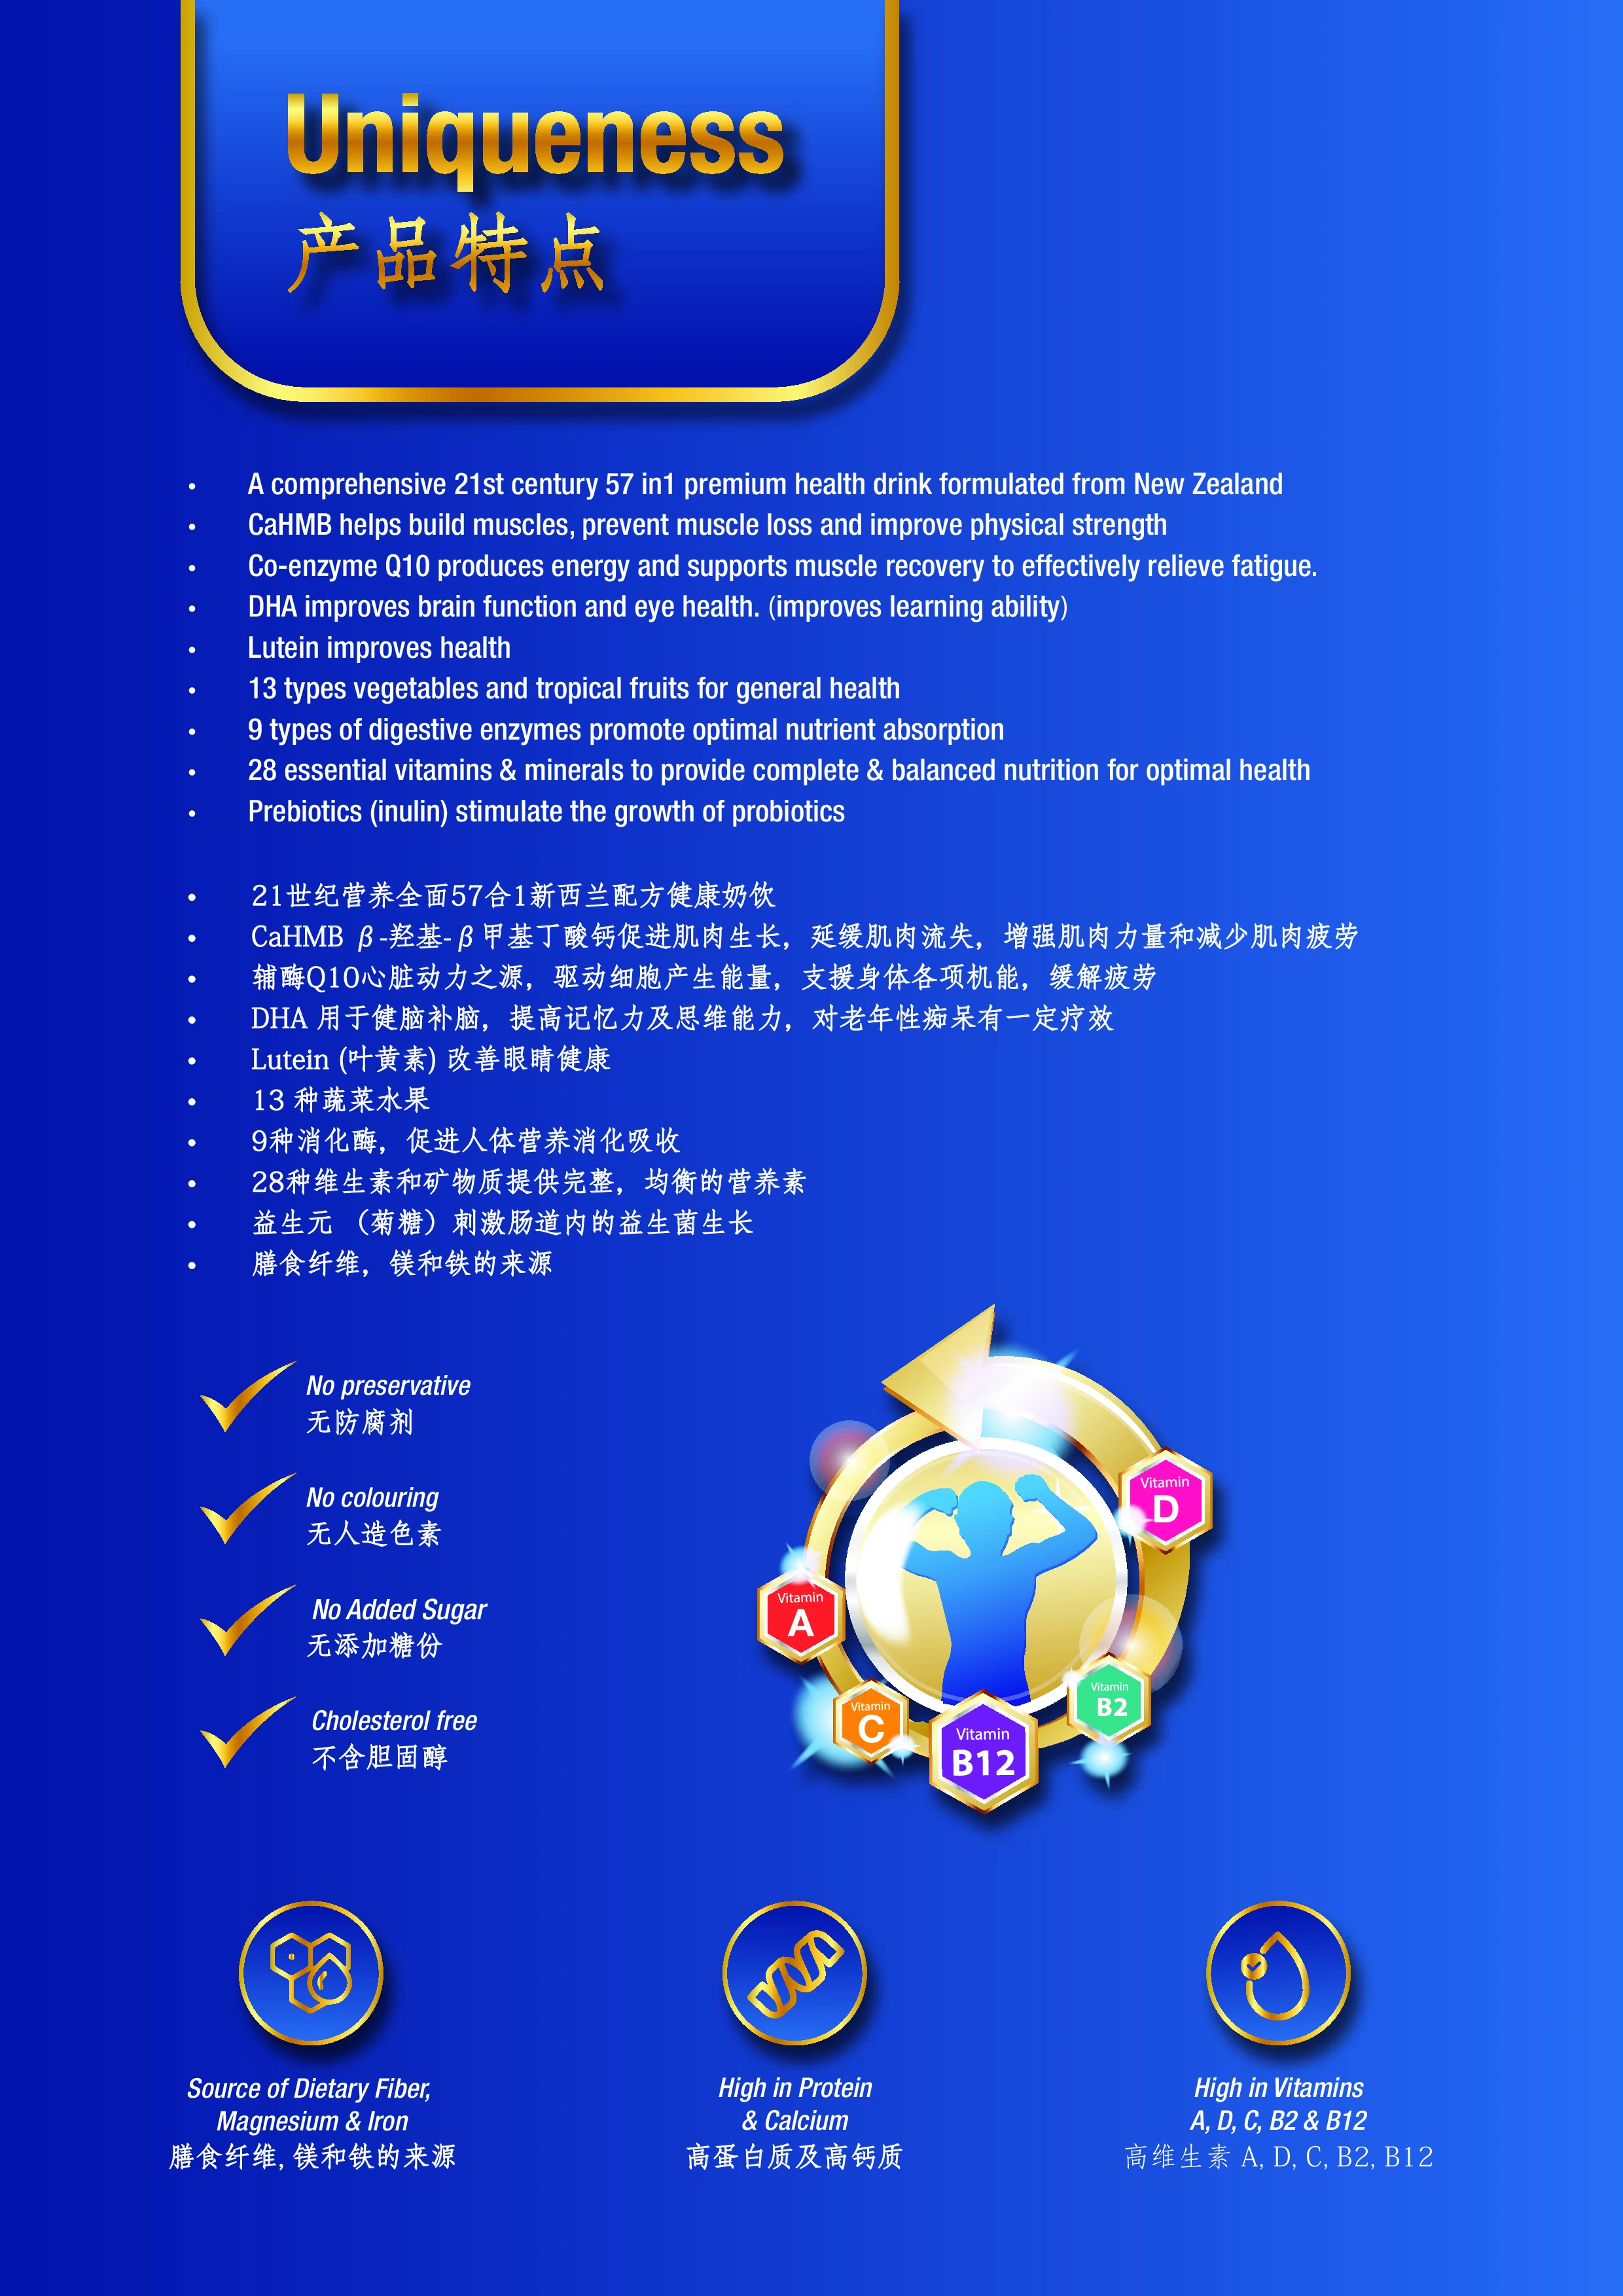 Uniqueness
产品特点
• A comprehensive 21st century 57 in1 premium health drink formulated from New Zealand
• CaHMB helps build muscles, prevent muscle loss and improve physical strength
• Co-enzyme Q10 produces energy and supports muscle recovery to effectively relieve fatigue.
• DHA improves brain function and eye health. (improves learning ability)
• Lutein improves health
• 13 types vegetables and tropical fruits for general health
• 9 types of digestive enzymes promote optimal nutrient absorption
• 28 essential vitamins & minerals to provide complete & balanced nutrition for optimal health
• Prebiotics (inulin) stimulate the growth of probiotics
• 21世纪营养全面57合1新西兰配方健康奶饮
• CaHMB β-羟基-β甲基丁酸钙促进肌肉生长，延缓肌肉流失，增强肌肉力量和减少肌肉疲劳
• 辅酶Q10心脏动力之源，驱动细胞产生能量，支援身体各项机能，缓解疲劳
• DHA 用于健脑补脑，提高记忆力及思维能力，对老年性痴呆有一定疗效
• Lutein (叶黄素) 改善眼睛健康
• 13 种蔬菜水果
• 9种消化酶，促进人体营养消化吸收
• 28种维生素和矿物质提供完整，均衡的营养素
• 益生元 （菊糖）刺激肠道内的益生菌生长
• 膳食纤维，镁和铁的来源
No preservative
无防腐剂
No colouring
无人造色素
No Added Sugar
无添加糖份
Cholesterol free
不含胆固醇
Vitamin
D
Vitamin
A
Vitamin
B2
Vitamin
C
Vitamin
B12
Source of Dietary Fiber,
Magnesium & Iron
膳食纤维, 镁和铁的来源
High in Protein
& Calcium
高蛋白质及高钙质
High in Vitamins
A, D, C, B2 & B12
高维生素 A, D, C, B2, B12